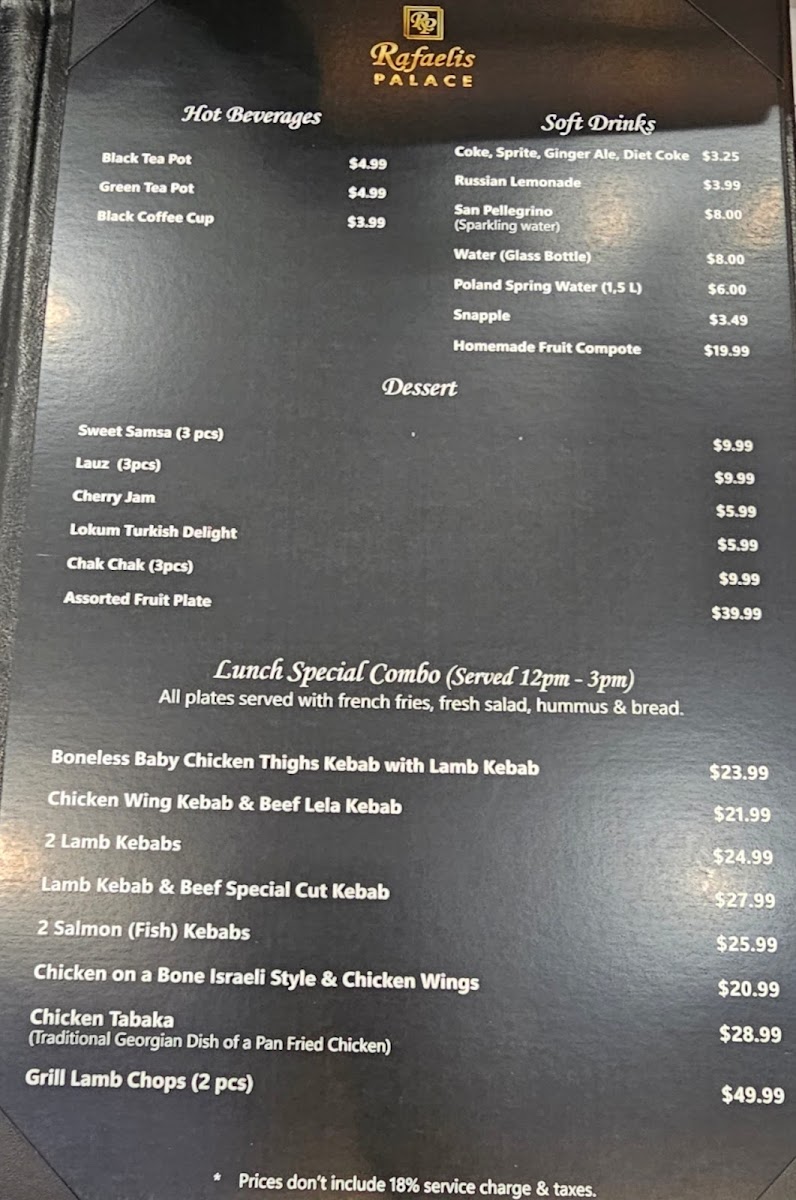 RP
Rafaelis
PALACE
Hot Beverages
Black Tea Pot $4.99
Green Tea Pot $4.99
Black Coffee Cup $3.99
Soft Drinks
Coke, Sprite, Ginger Ale, Diet Coke $3.25
Russian Lemonade $3.99
San Pellegrino $8.00
(Sparkling water)
Water (Glass Bottle) $8.00
Poland Spring Water (1,5 L) $6.00
Snapple $3.49
Homemade Fruit Compote $19.99
Dessert
Sweet Samsa (3 pcs) $9.99
Lauz (3pcs) $9.99
Cherry Jam $5.99
Lokum Turkish Delight $5.99
Chak Chak (3pcs) $9.99
Assorted Fruit Plate $39.99
Lunch Special Combo (Served 12pm - 3pm)
All plates served with french fries, fresh salad, hummus & bread.
Boneless Baby Chicken Thighs Kebab with Lamb Kebab $23.99
Chicken Wing Kebab & Beef Lela Kebab $21.99
2 Lamb Kebabs $24.99
Lamb Kebab & Beef Special Cut Kebab $27.99
2 Salmon (Fish) Kebabs $25.99
Chicken on a Bone Israeli Style & Chicken Wings $20.99
Chicken Tabaka $28.99
(Traditional Georgian Dish of a Pan Fried Chicken)
Grill Lamb Chops (2 pcs) $49.99
* Prices don't include 18% service charge & taxes.